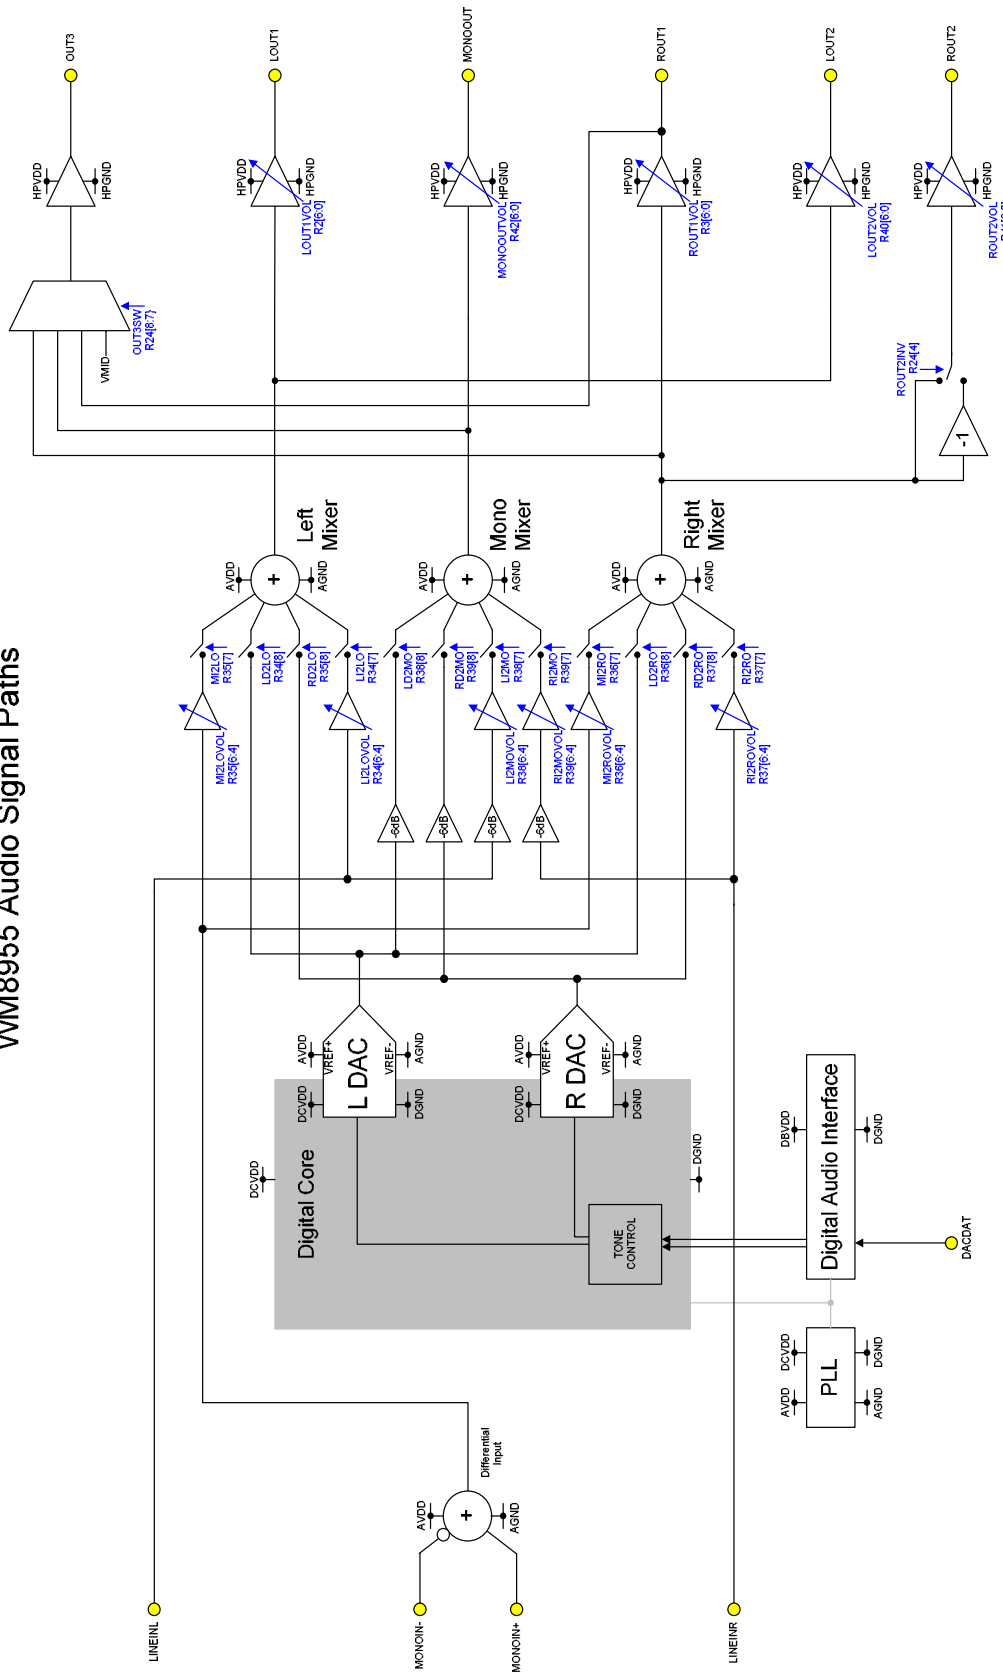 WM8955 Audio Signal Paths
LINEINL
MONOIN-
MONOIN+
LINEINR
AVDD
AGND
+
Differential
Input
DCVDD
DGND
Digital Core
TONE
CONTROL
AVDD
DCVDD
PLL
AGND
DGND
DBVDD
Digital Audio Interface
DGND
DACDAT
DCVDD
AVDD
VREF+
L DAC
VREF-
DGND
AGND
DCVDD
AVDD
VREF+
R DAC
VREF-
DGND
AGND
-6dB
-6dB
-6dB
-6dB
MI2LOVOL
R35[6:4]
LI2LOVOL
R34[6:4]
LI2MOVOL
R38[6:4]
RI2MOVOL
R39[6:4]
MI2ROVOL
R36[6:4]
RI2ROVOL
R37[6:4]
MI2LO
R35[7]
LD2LO
R34[8]
RD2LO
R35[8]
LI2LO
R34[7]
LD2MO
R38[8]
RD2MO
R39[8]
LI2MO
R38[7]
RI2MO
R39[7]
MI2RO
R36[7]
LD2RO
R36[8]
RD2RO
R37[8]
RI2RO
R37[7]
AVDD
+
AGND
Left
Mixer
AVDD
+
AGND
Mono
Mixer
AVDD
+
AGND
Right
Mixer
VMID
OUT3SW
R24[8:7]
ROUT2INV
R24[4]
-1
HPVDD
HPGND
OUT3
HPVDD
HPGND
LOUT1VOL
R2[6:0]
LOUT1
HPVDD
HPGND
MONOOUTVOL
R42[6:0]
MONOOUT
HPVDD
HPGND
ROUT1VOL
R3[6:0]
ROUT1
HPVDD
HPGND
LOUT2VOL
R40[6:0]
LOUT2
HPVDD
HPGND
ROUT2VOL
ROUT2